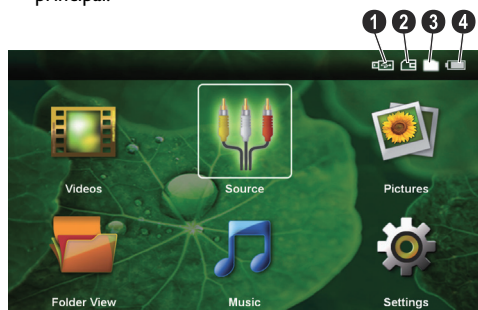 principal.
1 2 3 4
Videos Source Pictures
Folder View Music Settings